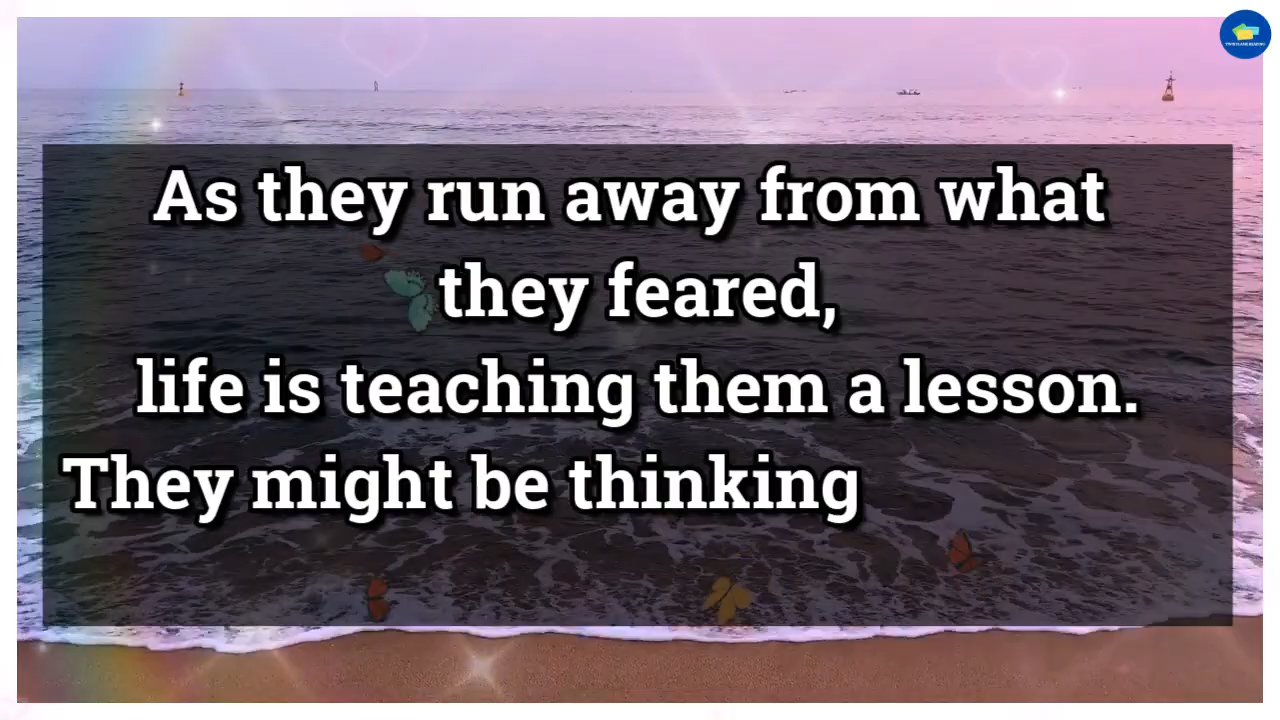 As they run away from what
they feared,
life is teaching them a lesson.
They might be thinking